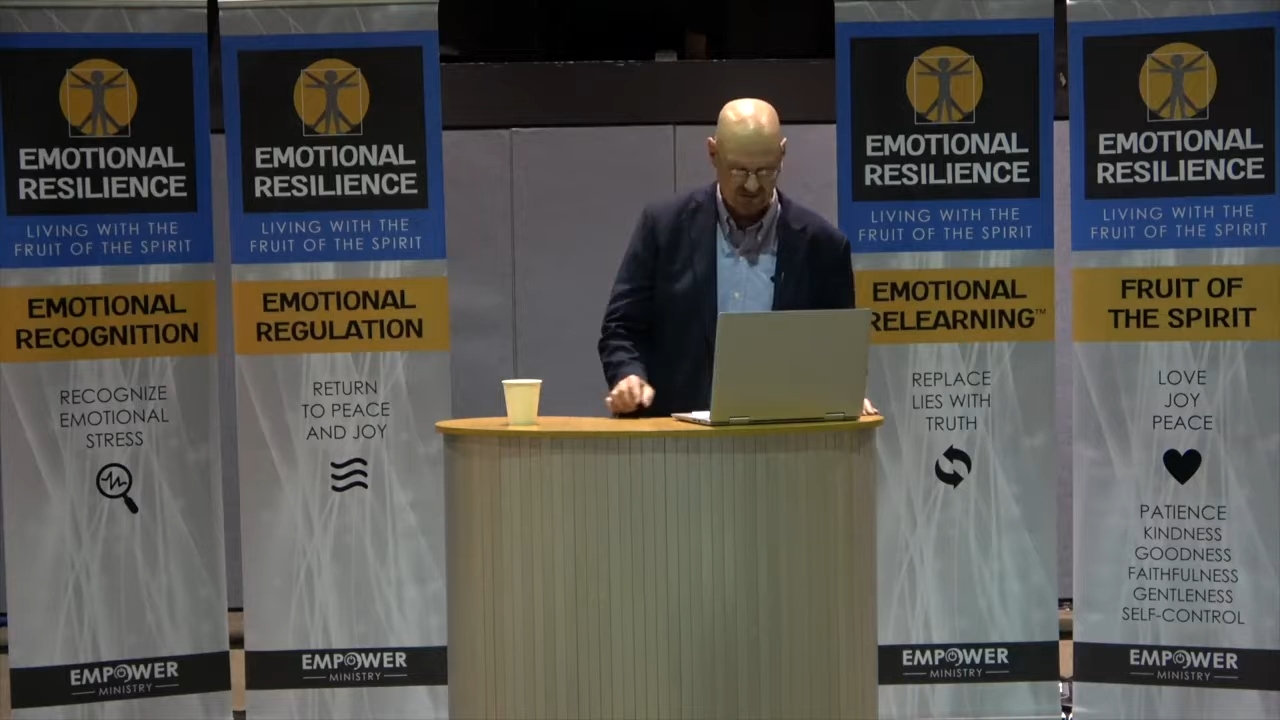 EMOTIONAL
RESILIENCE
LIVING WITH THE
FRUIT OF THE SPIRIT
EMOTIONAL
RECOGNITION
RECOGNIZE
EMOTIONAL
STRESS
EMPOWER
MINISTRY
EMOTIONAL
RESILIENCE
LIVING WITH THE
FRUIT OF THE SPIRIT
EMOTIONAL
REGULATION
RETURN
TO PEACE
AND JOY
EMPOWER
MINISTRY
EMOTIONAL
RESILIENCE
LIVING WITH THE
FRUIT OF THE SPIRIT
EMOTIONAL
RELEARNING™
REPLACE
LIES WITH
TRUTH
EMPOWER
MINISTRY
EMOTIONAL
RESILIENCE
LIVING WITH THE
FRUIT OF THE SPIRIT
FRUIT OF
THE SPIRIT
LOVE
JOY
PEACE
PATIENCE
KINDNESS
GOODNESS
FAITHFULNESS
GENTLENESS
SELF-CONTROL
EMPOWER
MINISTRY